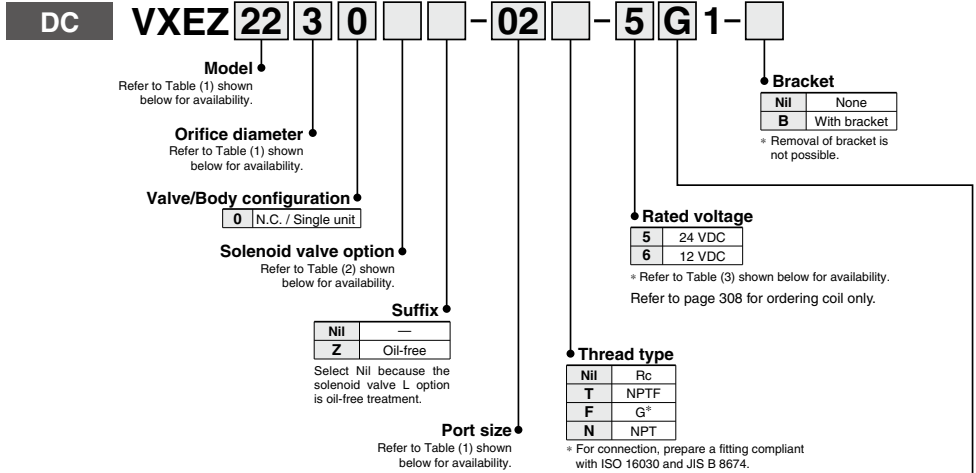 DC
VXEZ 22 3 0 - 02 - 5 G 1 -
Model
Refer to Table (1) shown
below for availability.
Orifice diameter
Refer to Table (1) shown
below for availability.
Valve/Body configuration
0 N.C. / Single unit
Solenoid valve option
Refer to Table (2) shown
below for availability.
Suffix
Nil —
Z Oil-free
Select Nil because the
solenoid valve L option
is oil-free treatment.
Port size
Refer to Table (1) shown
below for availability.
Thread type
Nil Rc
T NPTF
F G*
N NPT
* For connection, prepare a fitting compliant
with ISO 16030 and JIS B 8674.
Rated voltage
5 24 VDC
6 12 VDC
* Refer to Table (3) shown below for availability.
Refer to page 308 for ordering coil only.
Bracket
Nil None
B With bracket
* Removal of bracket is
not possible.